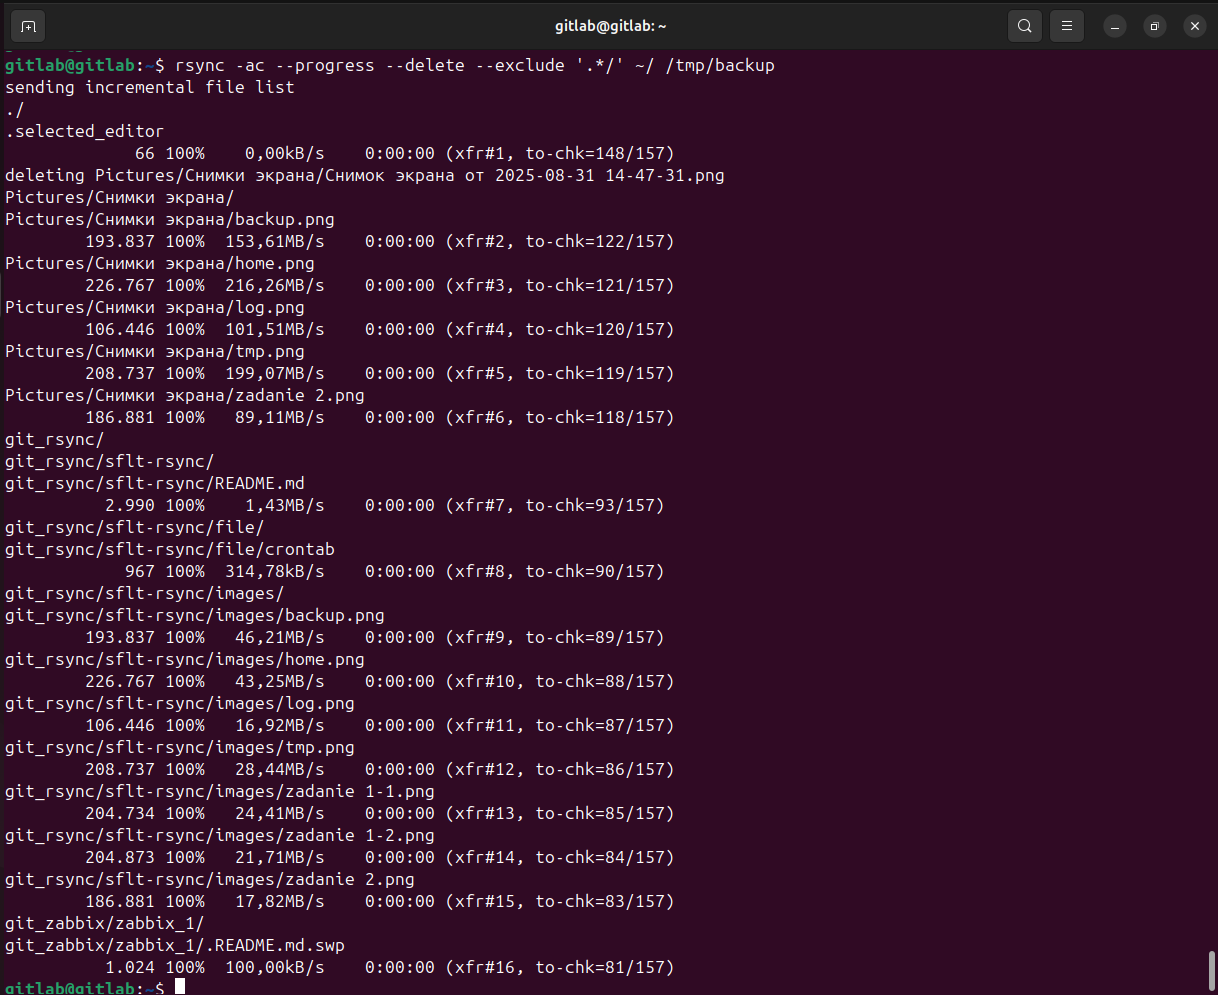 gitlab@gitlab: ~
gitlab@gitlab:~$ rsync -ac --progress --delete --exclude '.*/' ~/ /tmp/backup
sending incremental file list
./
.selected_editor
66 100% 0,00kB/s 0:00:00 (xfr#1, to-chk=148/157)
deleting Pictures/Снимки экрана/Снимок экрана от 2025-08-31 14-47-31.png
Pictures/Снимки экрана/
Pictures/Снимки экрана/backup.png
193.837 100% 153,61MB/s 0:00:00 (xfr#2, to-chk=122/157)
Pictures/Снимки экрана/home.png
226.767 100% 216,26MB/s 0:00:00 (xfr#3, to-chk=121/157)
Pictures/Снимки экрана/log.png
106.446 100% 101,51MB/s 0:00:00 (xfr#4, to-chk=120/157)
Pictures/Снимки экрана/tmp.png
208.737 100% 199,07MB/s 0:00:00 (xfr#5, to-chk=119/157)
Pictures/Снимки экрана/zadanie 2.png
186.881 100% 89,11MB/s 0:00:00 (xfr#6, to-chk=118/157)
git_rsync/
git_rsync/sflt-rsync/
git_rsync/sflt-rsync/README.md
2.990 100% 1,43MB/s 0:00:00 (xfr#7, to-chk=93/157)
git_rsync/sflt-rsync/file/
git_rsync/sflt-rsync/file/crontab
967 100% 314,78kB/s 0:00:00 (xfr#8, to-chk=90/157)
git_rsync/sflt-rsync/images/
git_rsync/sflt-rsync/images/backup.png
193.837 100% 46,21MB/s 0:00:00 (xfr#9, to-chk=89/157)
git_rsync/sflt-rsync/images/home.png
226.767 100% 43,25MB/s 0:00:00 (xfr#10, to-chk=88/157)
git_rsync/sflt-rsync/images/log.png
106.446 100% 16,92MB/s 0:00:00 (xfr#11, to-chk=87/157)
git_rsync/sflt-rsync/images/tmp.png
208.737 100% 28,44MB/s 0:00:00 (xfr#12, to-chk=86/157)
git_rsync/sflt-rsync/images/zadanie 1-1.png
204.734 100% 24,41MB/s 0:00:00 (xfr#13, to-chk=85/157)
git_rsync/sflt-rsync/images/zadanie 1-2.png
204.873 100% 21,71MB/s 0:00:00 (xfr#14, to-chk=84/157)
git_rsync/sflt-rsync/images/zadanie 2.png
186.881 100% 17,82MB/s 0:00:00 (xfr#15, to-chk=83/157)
git_zabbix/zabbix_1/
git_zabbix/zabbix_1/.README.md.swp
1.024 100% 100,00kB/s 0:00:00 (xfr#16, to-chk=81/157)
gitlab@gitlab:~$